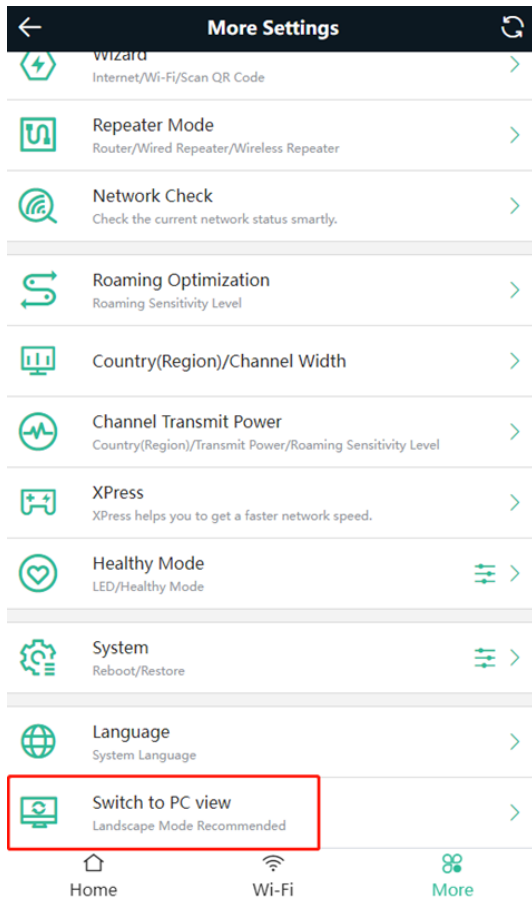 More Settings
Wizard
Internet/Wi-Fi/Scan QR Code
Repeater Mode
Router/Wired Repeater/Wireless Repeater
Network Check
Check the current network status smartly.
Roaming Optimization
Roaming Sensitivity Level
Country(Region)/Channel Width
Channel Transmit Power
Country(Region)/Transmit Power/Roaming Sensitivity Level
XPress
XPress helps you to get a faster network speed.
Healthy Mode
LED/Healthy Mode
System
Reboot/Restore
Language
System Language
Switch to PC view
Landscape Mode Recommended
Home Wi-Fi More